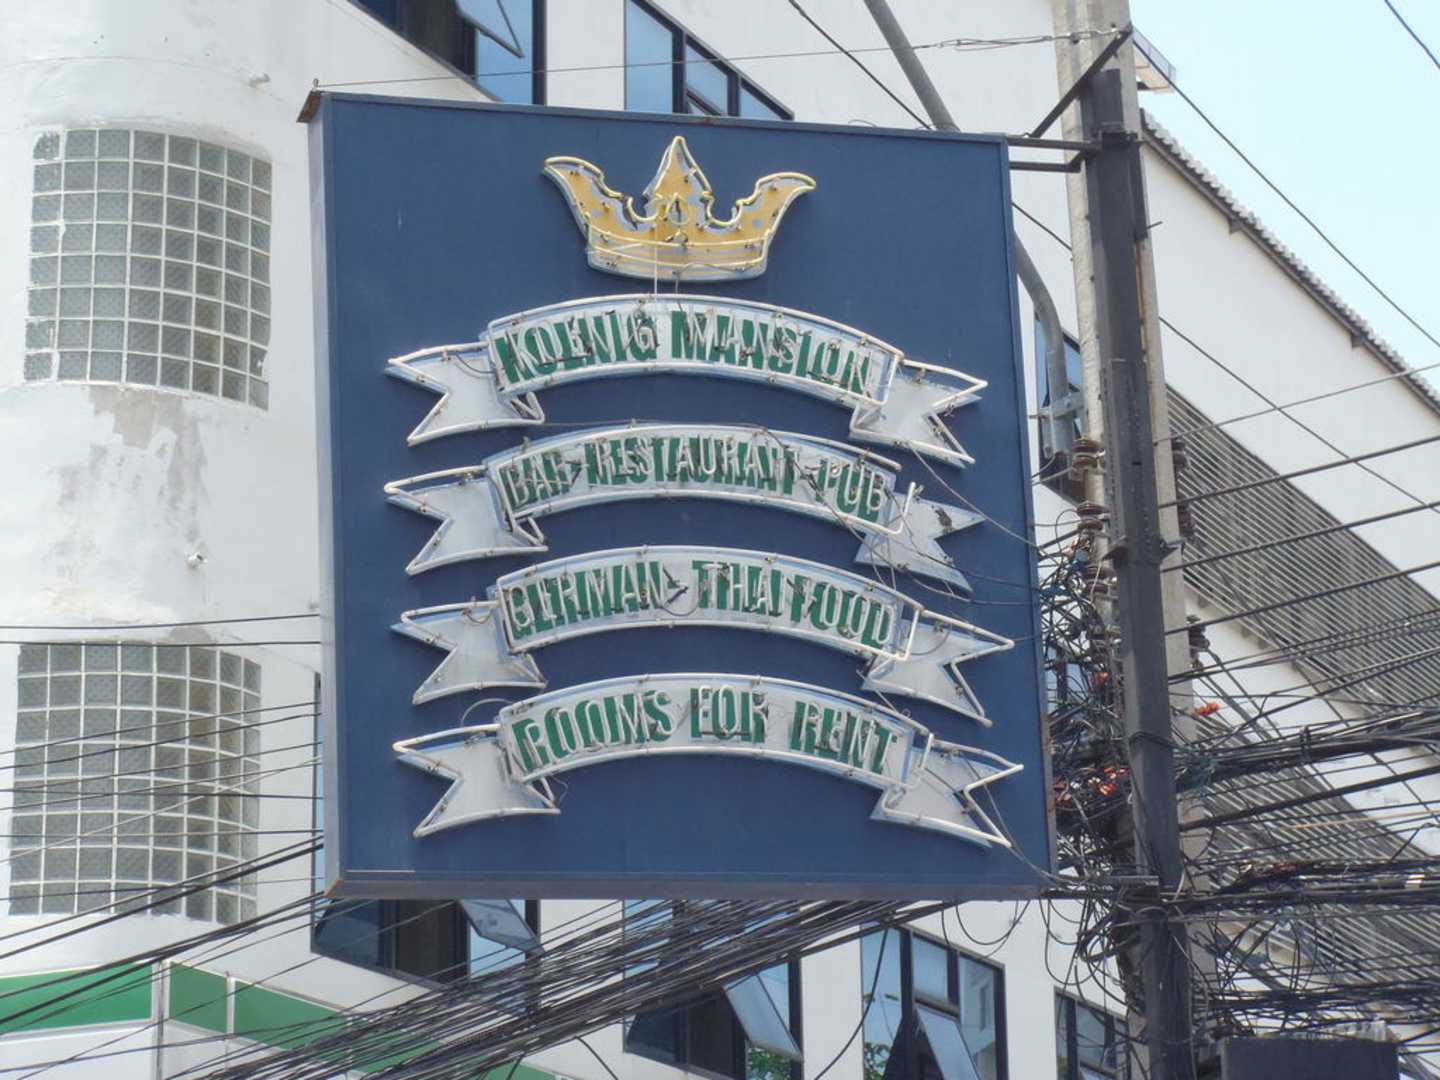 KOENIG MANSION
BAR-RESTAURANT-PUB
GERMAN-THAI FOOD
ROOMS FOR RENT